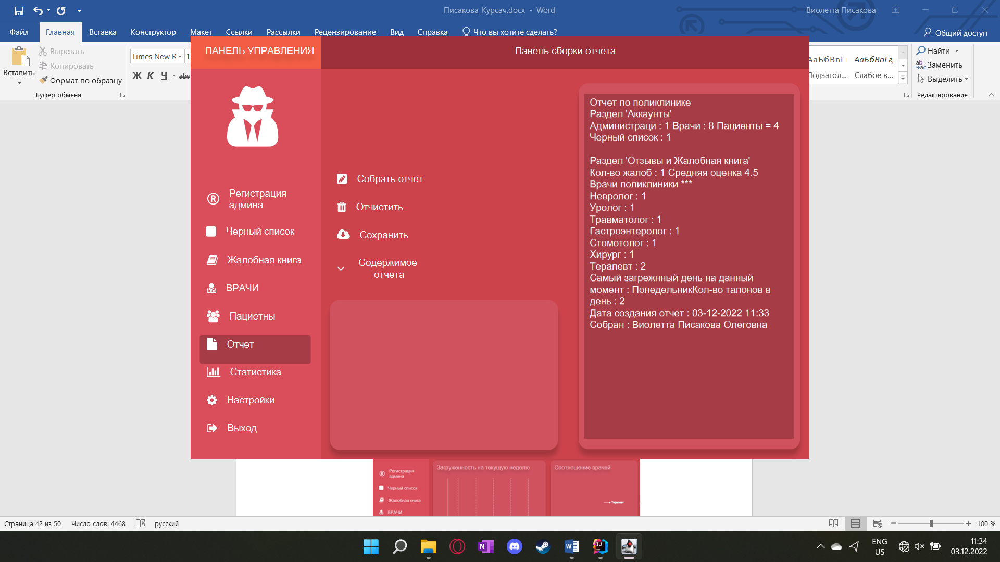 Писакова_Курсач.docx - Word
Виолетта Писакова
Файл
Главная
Вставка
Конструктор
Макет
Ссылки
Рассылки
Рецензирование
Вид
Справка
Что вы хотите сделать?
Общий доступ
Вставить
Вырезать
Копировать
Формат по образцу
Буфер обмена
Times New R
Ж К Ч abc
Подзагол...
АаБбВвГг,
Слабое в...
Найти
Заменить
Выделить
Редактирование
ПАНЕЛЬ УПРАВЛЕНИЯ
Панель сборки отчета
Регистрация
админа
Черный список
Жалобная книга
ВРАЧИ
Пациетны
Отчет
Статистика
Настройки
Выход
Собрать отчет
Отчистить
Сохранить
Содержимое
отчета
Отчет по поликлинике
Раздел 'Аккаунты'
Администраци : 1 Врачи : 8 Пациенты = 4
Черный список : 1
Раздел 'Отзывы и Жалобная книга'
Кол-во жалоб : 1 Средняя оценка 4.5
Врачи поликлиники ***
Невролог : 1
Уролог : 1
Травматолог : 1
Гастроэнтеролог : 1
Стомотолог : 1
Хирург : 1
Терапевт : 2
Самый загрежнный день на данный
момент : ПонедельникКол-во талонов в
день : 2
Дата создания отчет : 03-12-2022 11:33
Собран : Виолетта Писакова Олеговна
Регистрация
админа
Черный список
Жалобная книга
ВРАЧИ
Загруженность на текущую неделю
Соотношение врачей
Терапевт
Страница 42 из 50
Число слов: 4468
русский
100 %
ENG
US
11:34
03.12.2022